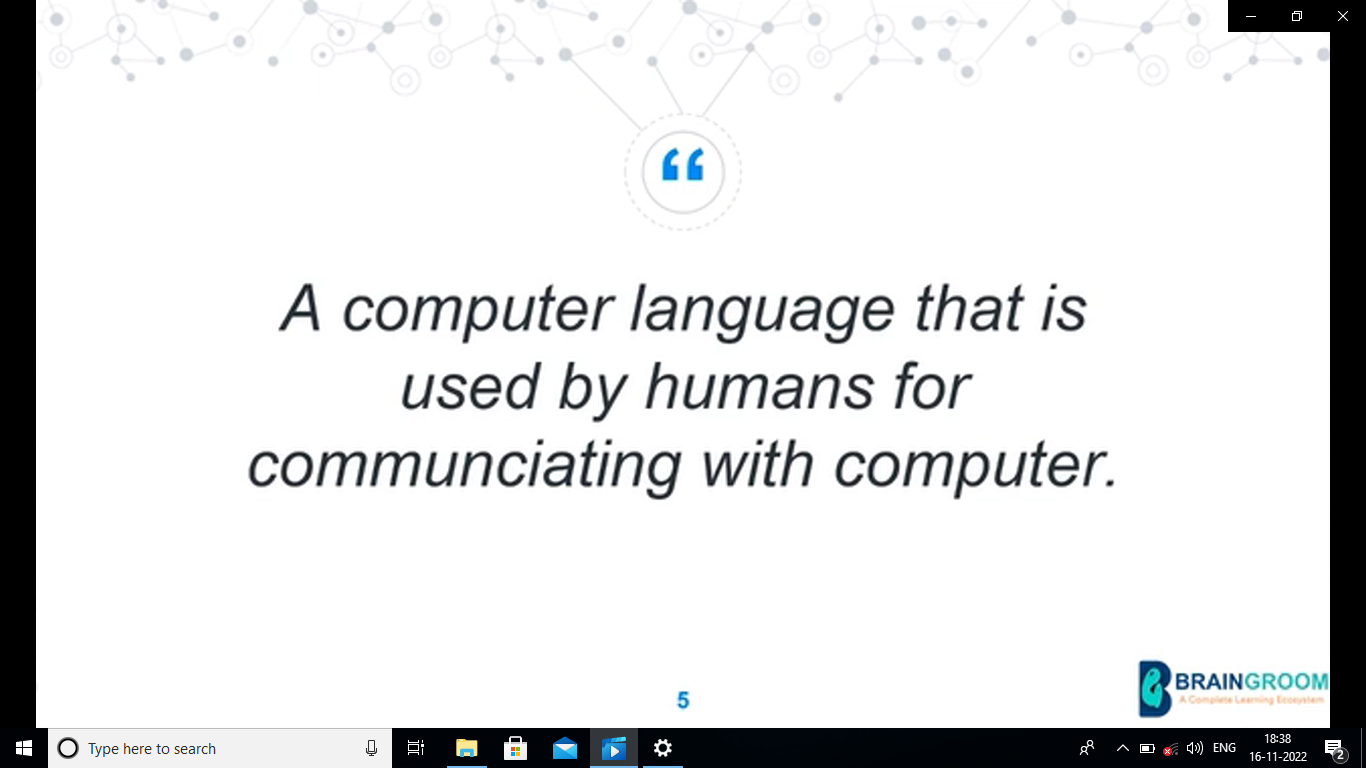 “
A computer language that is
used by humans for
communciating with computer.
5
BRAINGROOM
A Complete Learning Ecosystem
Type here to search
ENG
18:38
16-11-2022
2